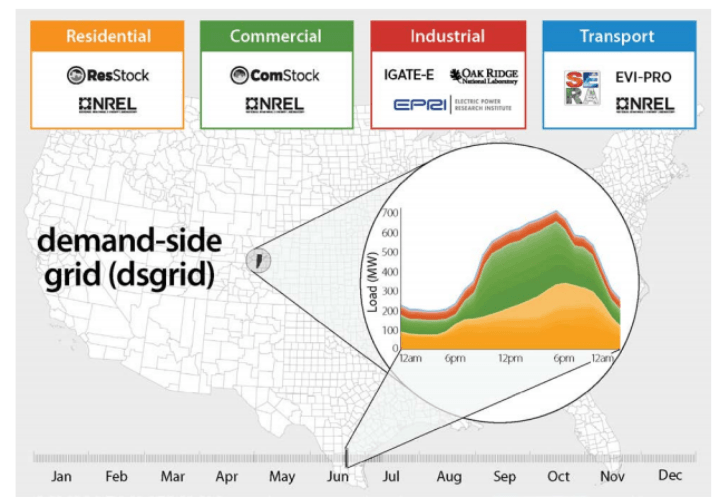 Residential
Commercial
Industrial
Transport
ResStock
NREL
ComStock
NREL
IGATE-E
OAK RIDGE
National Laboratory
EPRI
ELECTRIC POWER
RESEARCH INSTITUTE
SERA
EVI-PRO
NREL
demand-side
grid (dsgrid)
Load (MW)
700
600
500
400
300
200
100
0
12am 6pm 12pm 6pm 12am
Jan Feb Mar Apr May Jun Jul Aug Sep Oct Nov Dec